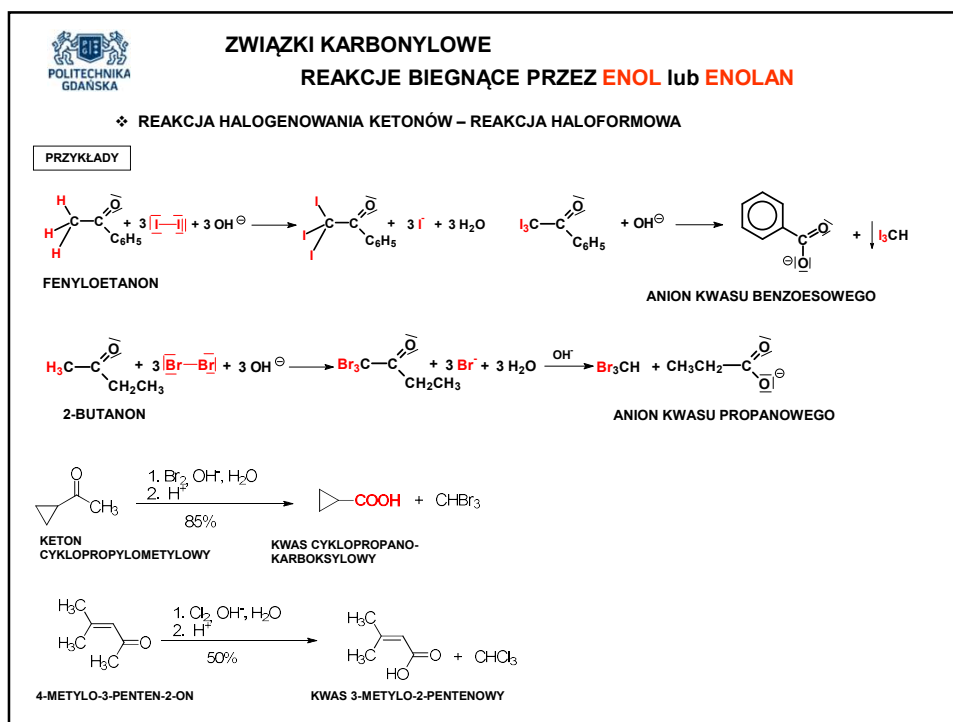 POLITECHNIKA
GDAŃSKA
ZWIĄZKI KARBONYLOWE
REAKCJE BIEGNĄCE PRZEZ ENOL lub ENOLAN
❖ REAKCJA HALOGENOWANIA KETONÓW – REAKCJA HALOFORMOWA
PRZYKŁADY
H H H C C O C6H5 + 3 I–I + 3 OH⊖ → I I I C C O C6H5 + 3 I- + 3 H2O
I3C C O C6H5 + OH⊖ → C O O⊖ + ↓ I3CH
FENYLOETANON
ANION KWASU BENZOESOWEGO
H3C C O CH2CH3 + 3 Br–Br + 3 OH⊖ → Br3C C O CH2CH3 + 3 Br- + 3 H2O OH- → Br3CH + CH3CH2 C O O⊖
2-BUTANON
ANION KWASU PROPANOWEGO
O CH3
1. Br2, OH-, H2O
2. H+
85%
COOH + CHBr3
KETON
CYKLOPROPYLOMETYLOWY
KWAS CYKLOPROPANO-
KARBOKSYLOWY
H3C H3C H3C O
1. Cl2, OH-, H2O
2. H+
50%
H3C H3C HO O + CHCl3
4-METYLO-3-PENTEN-2-ON
KWAS 3-METYLO-2-PENTENOWY